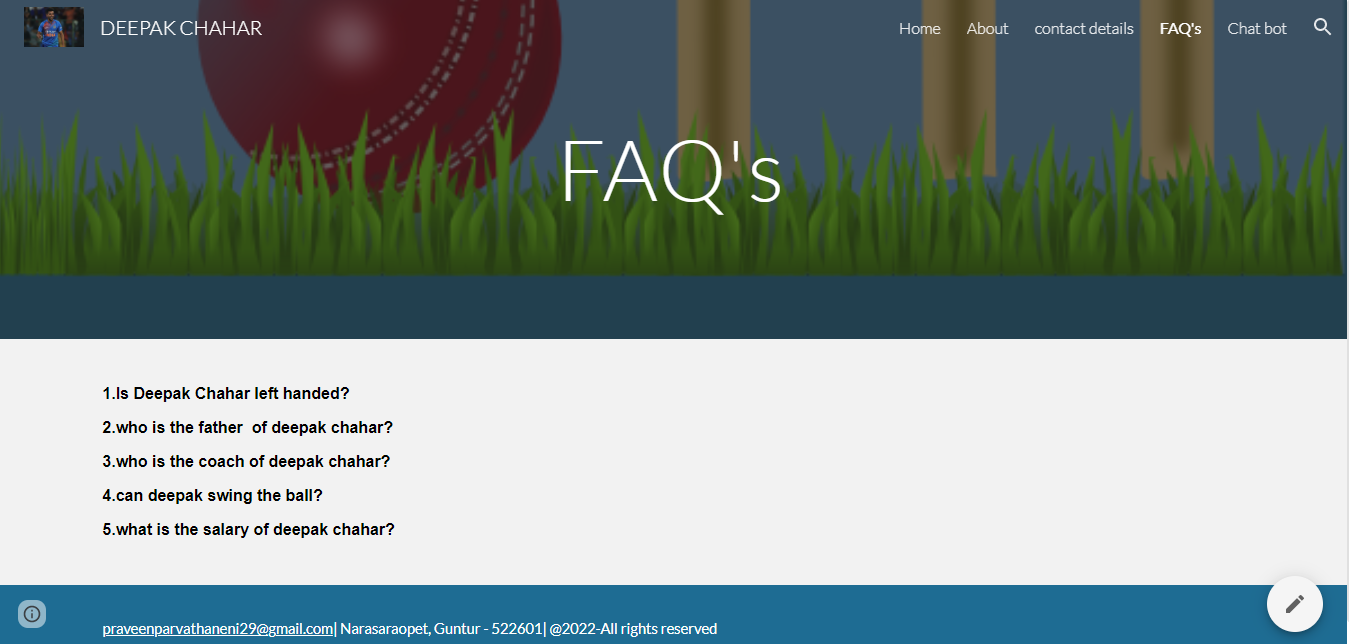 DEEPAK CHAHAR
Home About contact details FAQ's Chat bot
FAQ's
1.Is Deepak Chahar left handed?
2.who is the father  of deepak chahar?
3.who is the coach of deepak chahar?
4.can deepak swing the ball?
5.what is the salary of deepak chahar?
praveenparvathaneni29@gmail.com| Narasaraopet, Guntur - 522601| @2022-All rights reserved